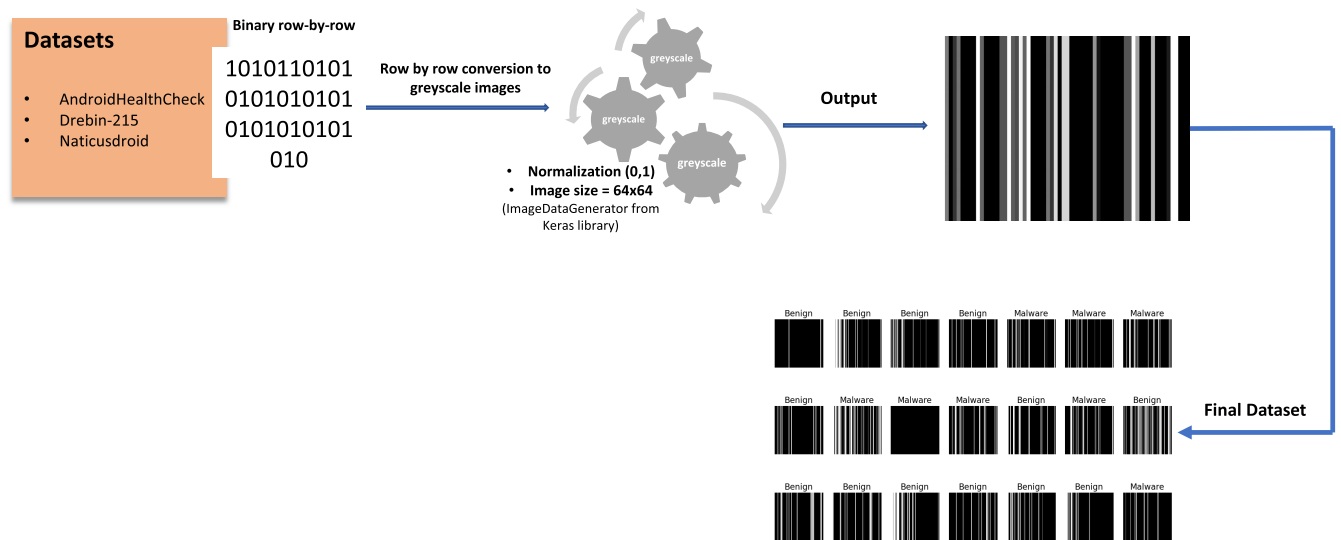 Datasets
• AndroidHealthCheck
• Drebin-215
• Naticusdroid
Binary row-by-row
1010110101
0101010101
0101010101
010
Row by row conversion to
greyscale images
greyscale
greyscale
greyscale
• Normalization (0,1)
• Image size = 64x64
(ImageDataGenerator from
Keras library)
Output
Benign Benign Benign Benign Malware Malware Malware
Benign Malware Malware Malware Benign Malware Benign
Final Dataset
Benign Benign Benign Benign Benign Benign Malware